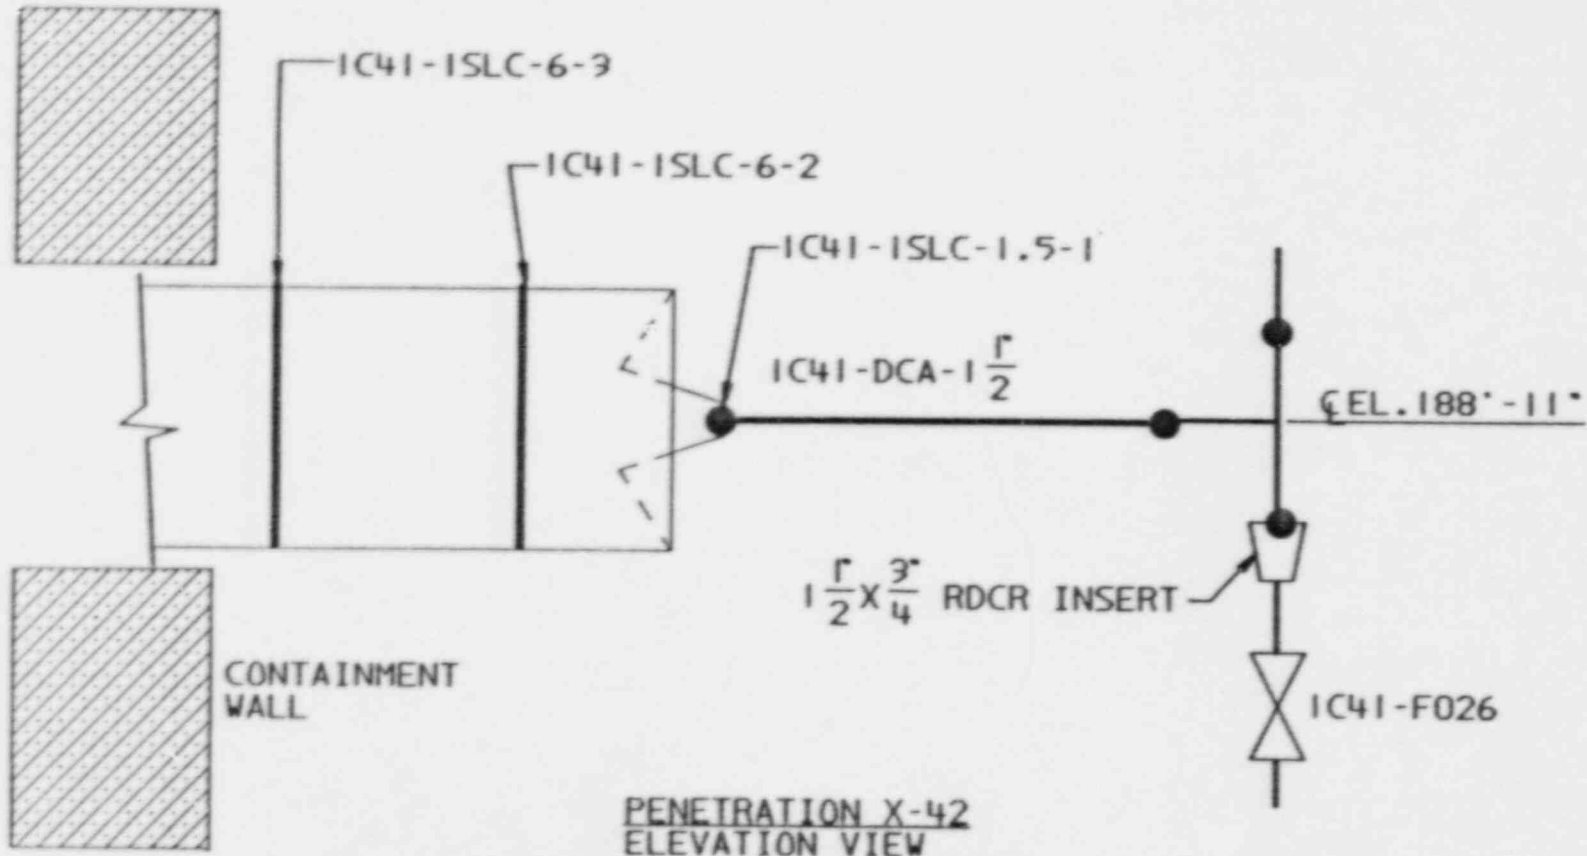 1C41-1SLC-6-3
1C41-1SLC-6-2
1C41-1SLC-1.5-1
1C41-DCA-1 1"/2
℄ EL.188'-11"
1 1"/2 X 3"/4 RDCR INSERT
CONTAINMENT
WALL
1C41-F026
PENETRATION X-42
ELEVATION VIEW